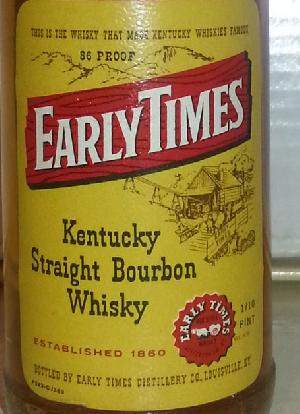 THIS IS THE WHISKY THAT MADE KENTUCKY WHISKIES FAMOUS
86 PROOF
EARLY TIMES
Kentucky
Straight Bourbon
Whisky
EARLY TIMES
1/10
PINT
ESTABLISHED 1860
BOTTLED BY EARLY TIMES DISTILLERY CO., LOUISVILLE, KY.